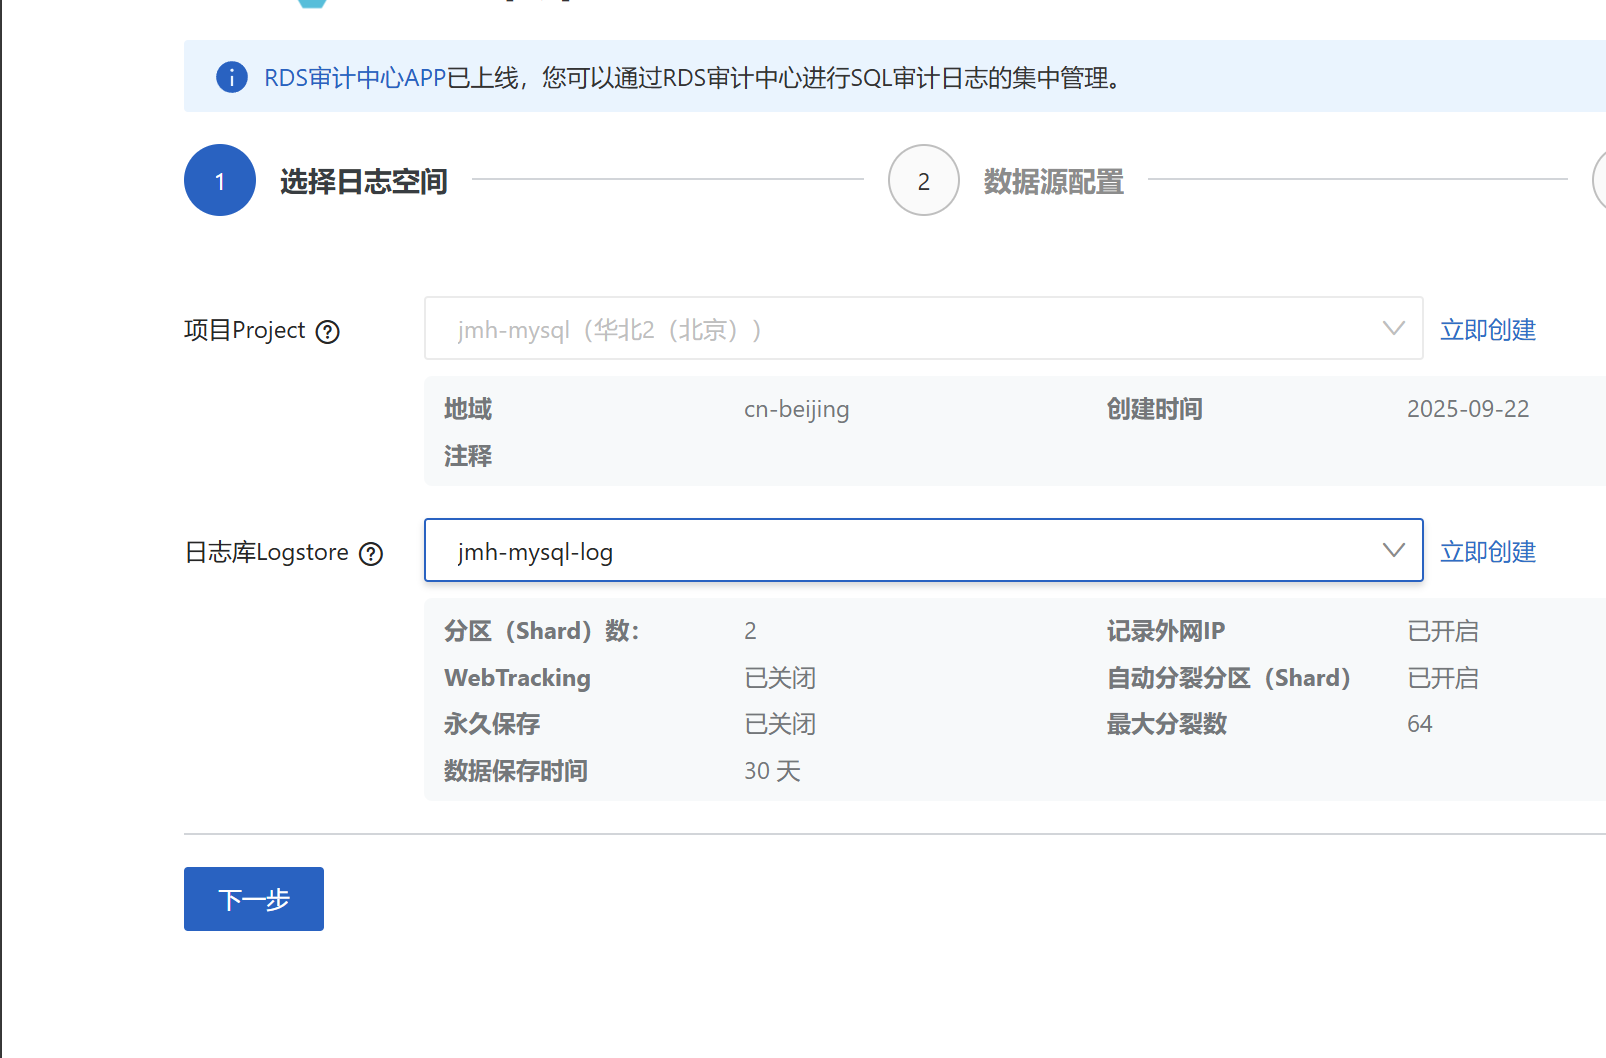 RDS审计中心APP已上线，您可以通过RDS审计中心进行SQL审计日志的集中管理。
1 选择日志空间 2 数据源配置
项目Project jmh-mysql（华北2（北京）） 立即创建
地域 cn-beijing 创建时间 2025-09-22
注释
日志库Logstore jmh-mysql-log 立即创建
分区（Shard）数： 2 记录外网IP 已开启
WebTracking 已关闭 自动分裂分区（Shard） 已开启
永久保存 已关闭 最大分裂数 64
数据保存时间 30 天
下一步